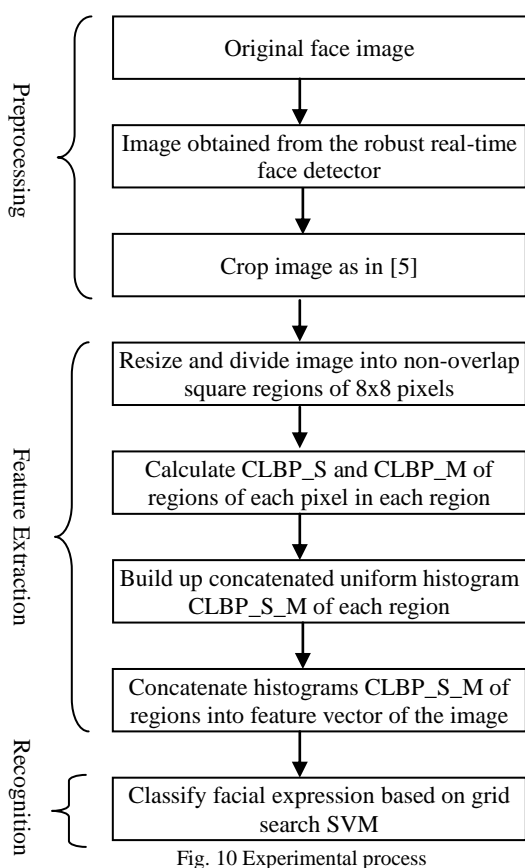 Preprocessing
Original face image
Image obtained from the robust real-time
face detector
Crop image as in [5]
Feature Extraction
Resize and divide image into non-overlap
square regions of 8x8 pixels
Calculate CLBP_S and CLBP_M of
regions of each pixel in each region
Build up concatenated uniform histogram
CLBP_S_M of each region
Concatenate histograms CLBP_S_M of
regions into feature vector of the image
Recognition
Classify facial expression based on grid
search SVM
Fig. 10 Experimental process